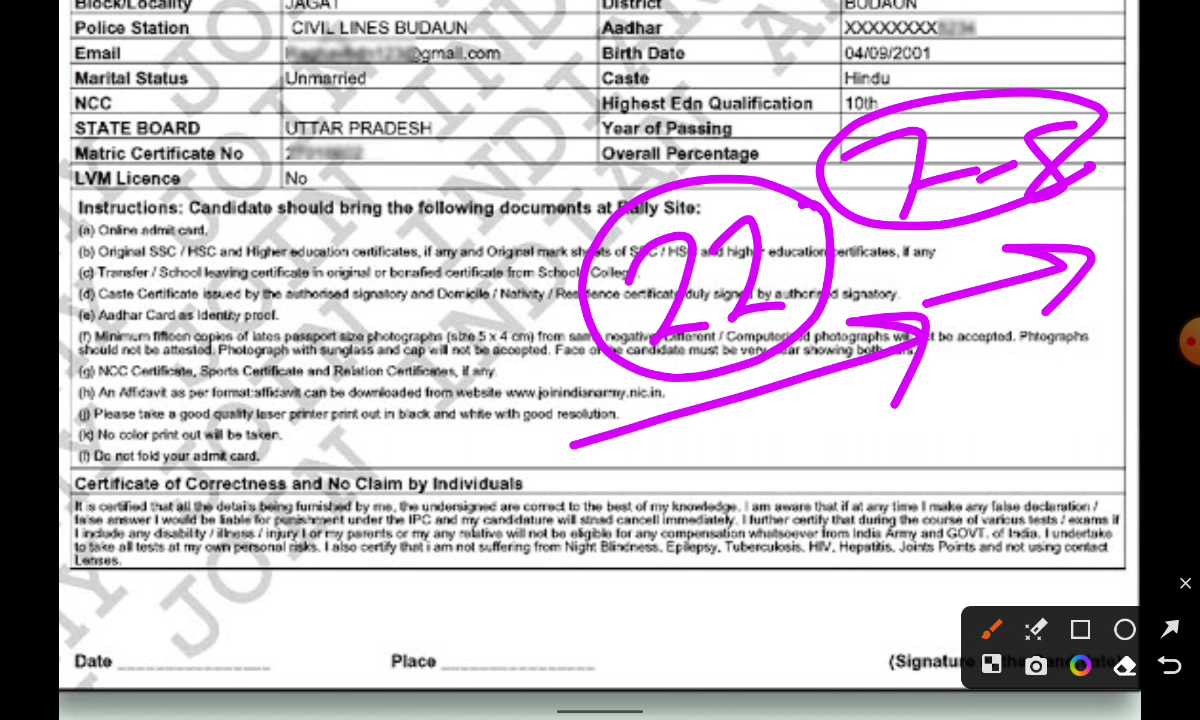 Block/Locality JAGAT District BUDAUN
Police Station CIVIL LINES BUDAUN Aadhar XXXXXXXX
Email @gmail.com Birth Date 04/09/2001
Marital Status Unmarried Caste Hindu
NCC Highest Edn Qualification 10th
STATE BOARD UTTAR PRADESH Year of Passing
Matric Certificate No Overall Percentage
LVM Licence No
7-8
22
Instructions: Candidate should bring the following documents at Rally Site:
(a) Online admit card.
(b) Original SSC / HSC and Higher education certificates, if any and Original mark sheets of SSC / HSC and higher education certificates, if any
(c) Transfer / School leaving certificate in original or bonafied certificate from School / College.
(d) Caste Certificate issued by the authorised signatory and Domicile / Nativity / Residence certificate duly signed by authorised signatory.
(e) Aadhar Card as Identity proof.
(f) Minimum fifteen copies of lates passport size photographs (size 5 x 4 cm) from same negative. Different / Computerised photographs will not be accepted. Phtographs
should not be attested. Photograph with sunglass and cap will not be accepted. Face of the candidate must be very clear showing both
(g) NCC Certificate, Sports Certificate and Relation Certificates, if any.
(h) An Affidavit as per format:affidavit can be downloaded from website www.joinindianarmy.nic.in.
(j) Please take a good quality laser printer print out in black and white with good resolution.
(k) No color print out will be taken.
(l) Do not fold your admit card.
Certificate of Correctness and No Claim by Individuals
It is certified that all the details being furnished by me, the undersigned are correct to the best of my knowledge. I am aware that if at any time I make any false declaration /
false answer I would be liable for punishment under the IPC and my candidature will stnad cancell immediately. I further certify that during the course of various tests / exams if
I include any disability / illness / injury I or my parents or my any relative will not be eligible for any compensation whatsoever from India Army and GOVT. of India. I undertake
to take all tests at my own personal risks. I also certify that i am not suffering from Night Blindness, Epilepsy, Tuberculosis, HIV, Hepatitis, Joints Points and not using contact
Lenses.
Date _______________ Place _______________ (Signature